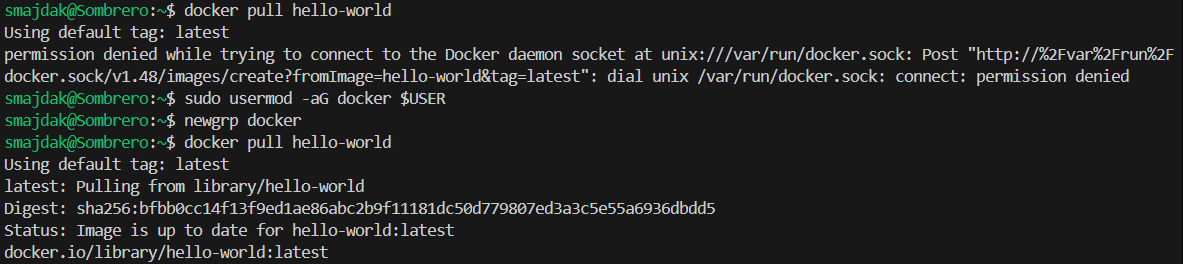 smajdak@Sombrero:~$ docker pull hello-world
Using default tag: latest
permission denied while trying to connect to the Docker daemon socket at unix:///var/run/docker.sock: Post "http://%2Fvar%2Frun%2F
docker.sock/v1.48/images/create?fromImage=hello-world&tag=latest": dial unix /var/run/docker.sock: connect: permission denied
smajdak@Sombrero:~$ sudo usermod -aG docker $USER
smajdak@Sombrero:~$ newgrp docker
smajdak@Sombrero:~$ docker pull hello-world
Using default tag: latest
latest: Pulling from library/hello-world
Digest: sha256:bfbb0cc14f13f9ed1ae86abc2b9f11181dc50d779807ed3a3c5e55a6936dbdd5
Status: Image is up to date for hello-world:latest
docker.io/library/hello-world:latest